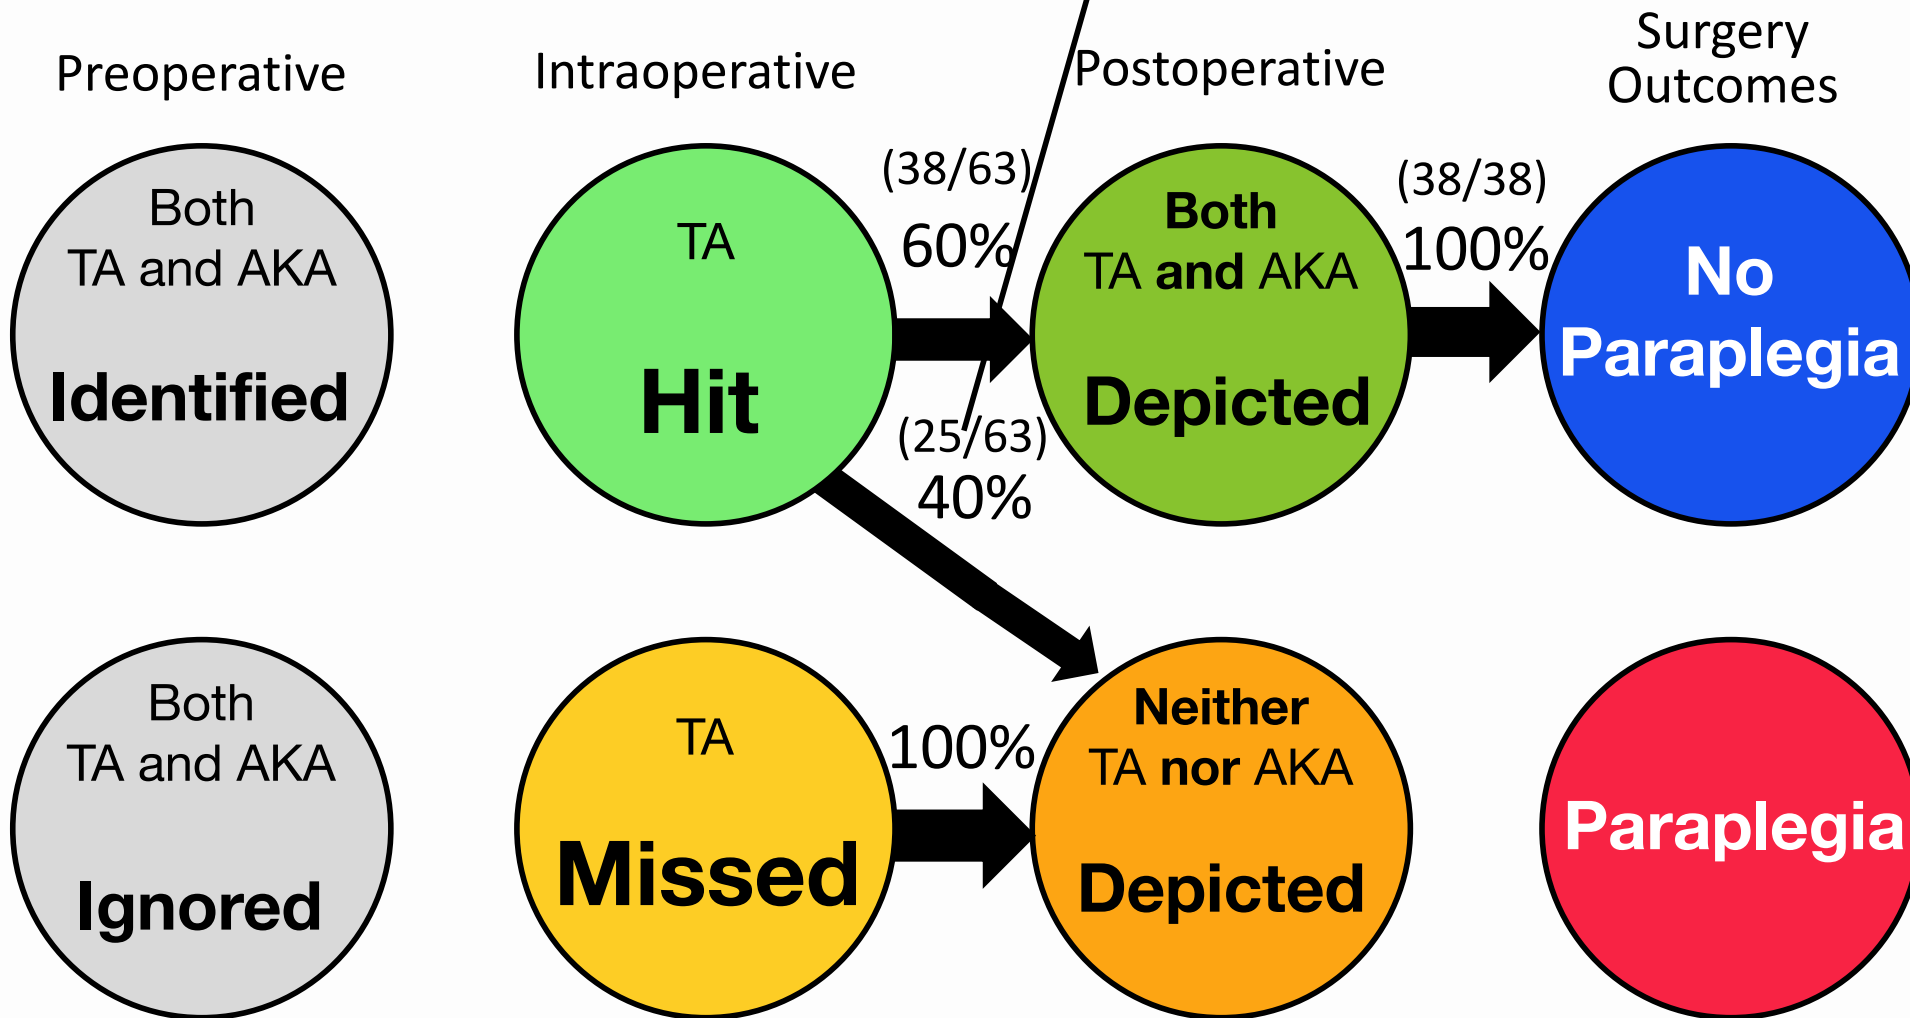 Preoperative
Intraoperative
Postoperative
Surgery
Outcomes
Both
TA and AKA
Identified
TA
Hit
(38/63)
60%
(25/63)
40%
Both
TA and AKA
Depicted
(38/38)
100%
No
Paraplegia
Both
TA and AKA
Ignored
TA
Missed
100%
Neither
TA nor AKA
Depicted
Paraplegia